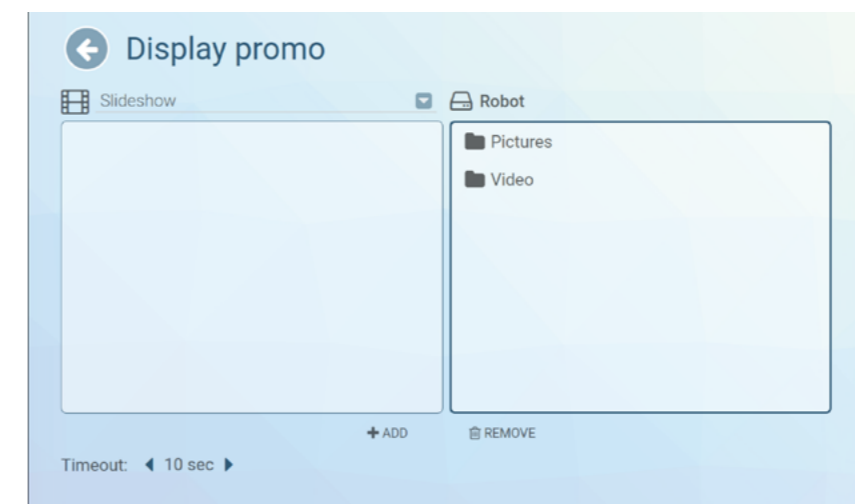 Display promo
Slideshow
Robot
Pictures
Video
ADD
REMOVE
Timeout: 10 sec